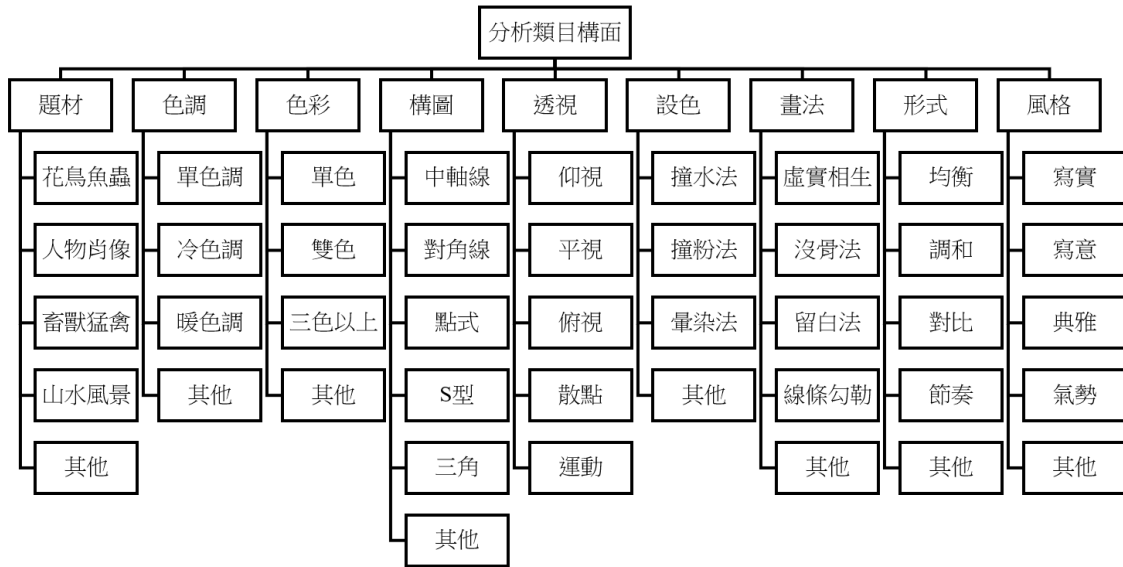 分析類目構面
題材
色調
色彩
構圖
透視
設色
畫法
形式
風格
花鳥魚蟲
單色調
單色
中軸線
仰視
撞水法
虛實相生
均衡
寫實
人物肖像
冷色調
雙色
對角線
平視
撞粉法
沒骨法
調和
寫意
畜獸猛禽
暖色調
三色以上
點式
俯視
暈染法
留白法
對比
典雅
山水風景
其他
其他
S型
散點
其他
線條勾勒
節奏
氣勢
其他
三角
運動
其他
其他
其他
其他